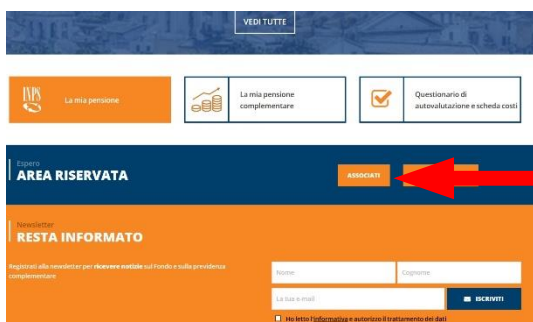 VEDI TUTTE
INPS
La mia pensione
La mia pensione
complementare
Questionario di
autovalutazione e scheda costi
Espero
AREA RISERVATA
ASSOCIATI
Newsletter
RESTA INFORMATO
Registrati alla newsletter per ricevere notizie sul Fondo e sulla previdenza
complementare
Nome
Cognome
La tua e-mail
ISCRIVITI
Ho letto l'informativa e autorizzo il trattamento dei dati